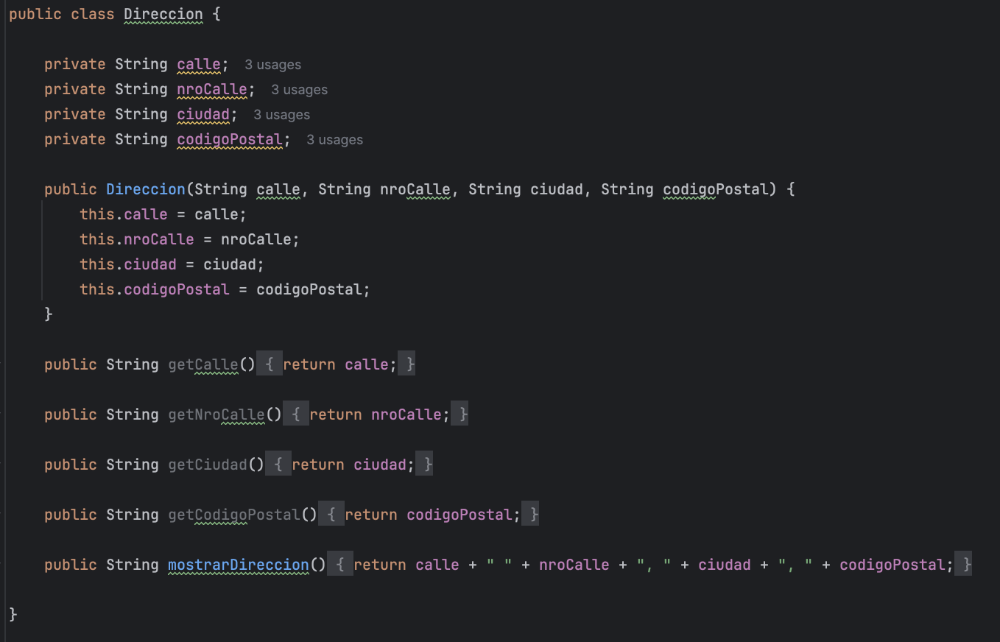 public class Direccion {
private String calle; 3 usages
private String nroCalle; 3 usages
private String ciudad; 3 usages
private String codigoPostal; 3 usages
public Direccion(String calle, String nroCalle, String ciudad, String codigoPostal) {
this.calle = calle;
this.nroCalle = nroCalle;
this.ciudad = ciudad;
this.codigoPostal = codigoPostal;
}
public String getCalle() { return calle; }
public String getNroCalle() { return nroCalle; }
public String getCiudad() { return ciudad; }
public String getCodigoPostal() { return codigoPostal; }
public String mostrarDireccion() { return calle + " " + nroCalle + ", " + ciudad + ", " + codigoPostal; }
}